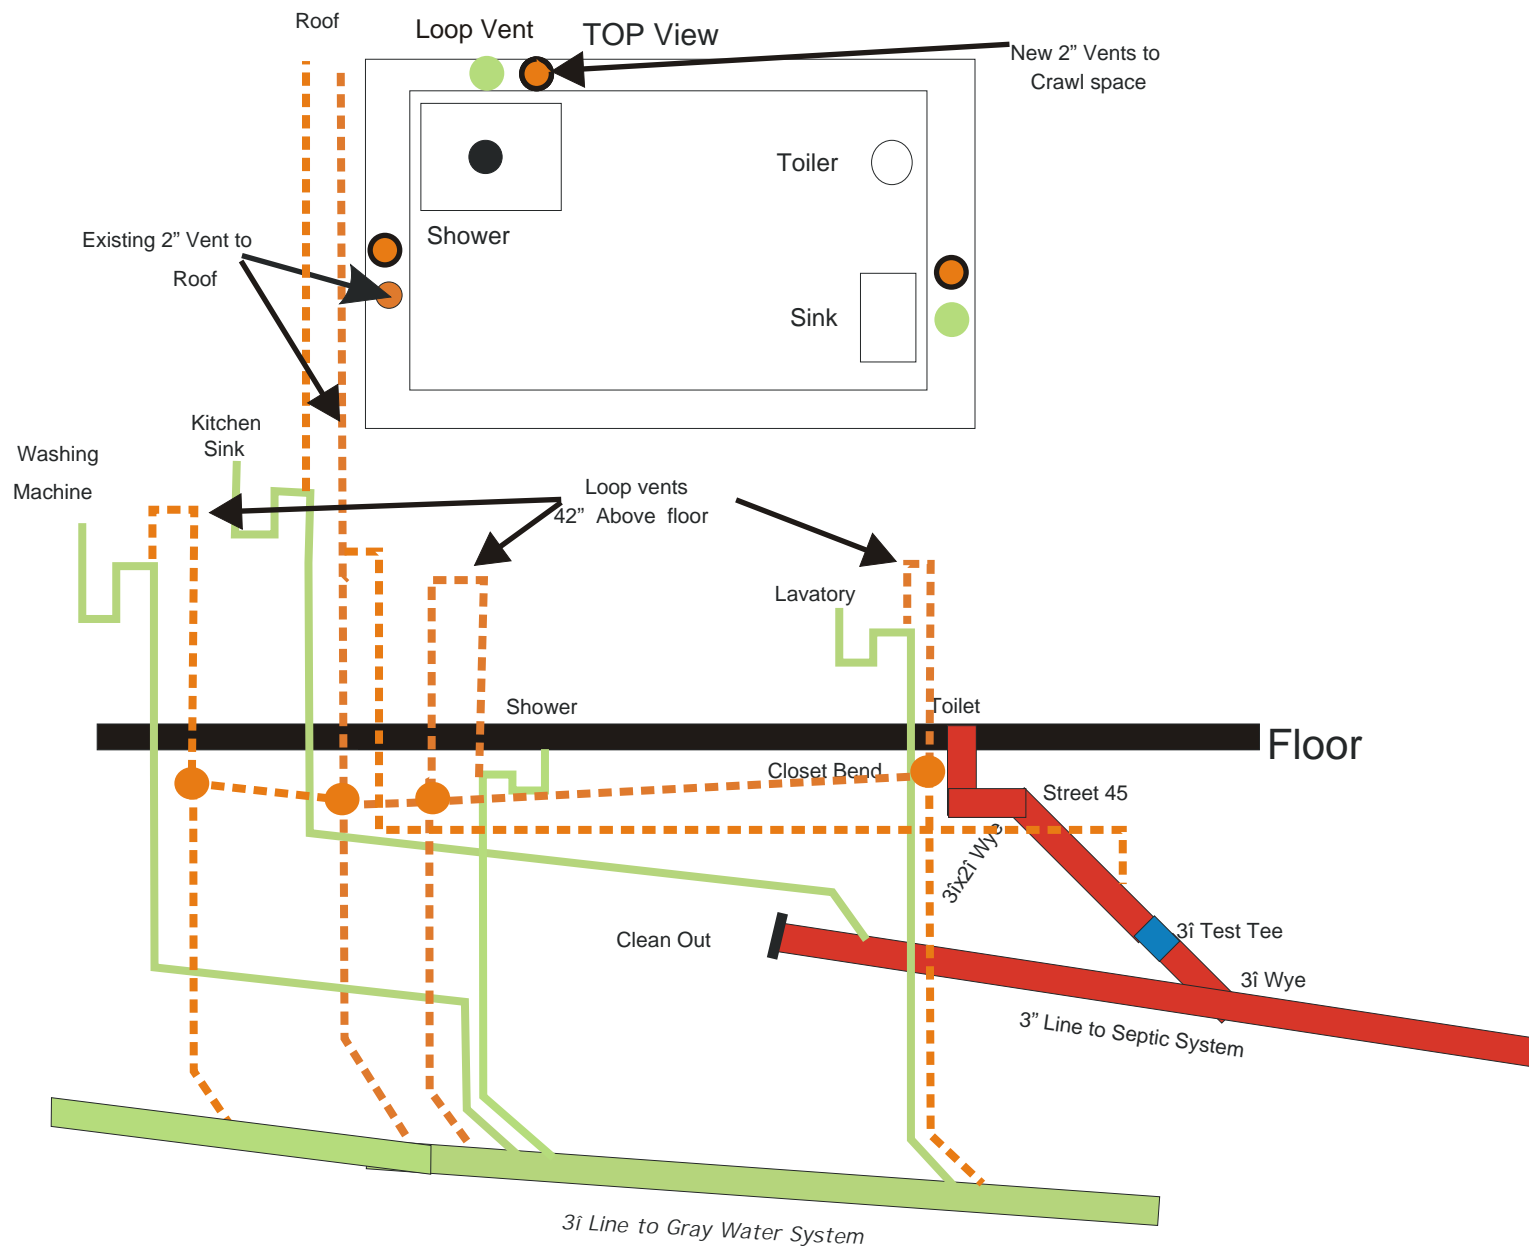 Roof
Loop Vent
TOP View
New 2” Vents to
Crawl space
Toiler
Shower
Existing 2” Vent to
Roof
Sink
Kitchen
Sink
Washing
Machine
Loop vents
42” Above floor
Lavatory
Shower
Toilet
Floor
Closet Bend
Street 45
3îx2î Wye
Clean Out
3î Test Tee
3î Wye
3” Line to Septic System
3î Line to Gray Water System